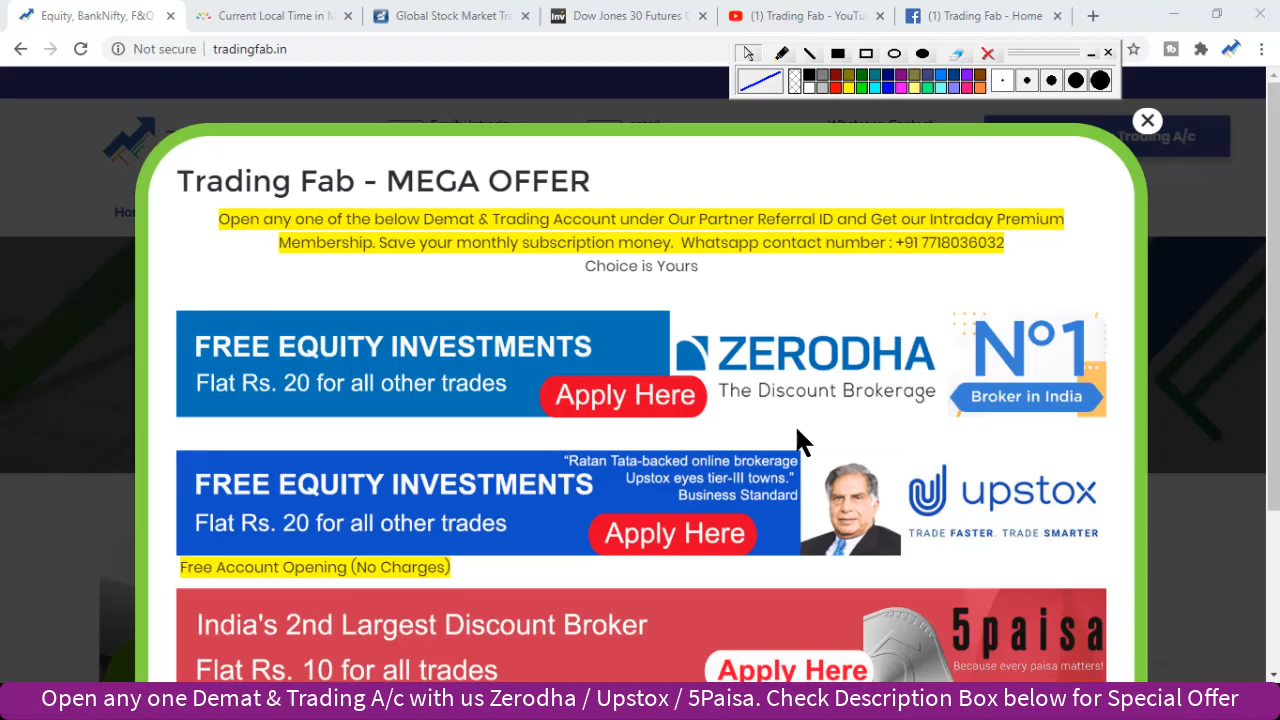 Equity, BankNifty, F&O
Current Local Time in
Global Stock Market Tra
Dow Jones 30 Futures
(1) Trading Fab - YouTu
(1) Trading Fab - Home
Not secure
tradingfab.in
Trading A/c
Trading Fab - MEGA OFFER
Open any one of the below Demat & Trading Account under Our Partner Referral ID and Get our Intraday Premium
Membership. Save your monthly subscription money. Whatsapp contact number : +91 7718036032
Choice is Yours
FREE EQUITY INVESTMENTS
Flat Rs. 20 for all other trades
Apply Here
ZERODHA
The Discount Brokerage
Nº1
Broker in India
FREE EQUITY INVESTMENTS
Flat Rs. 20 for all other trades
"Ratan Tata-backed online brokerage
Upstox eyes tier-III towns."
Business Standard
Apply Here
upstox
TRADE FASTER. TRADE SMARTER
Free Account Opening (No Charges)
India's 2nd Largest Discount Broker
Flat Rs. 10 for all trades
Apply Here
5paisa
Because every paisa matters!
Open any one Demat & Trading A/c with us Zerodha / Upstox / 5Paisa. Check Description Box below for Special Offer